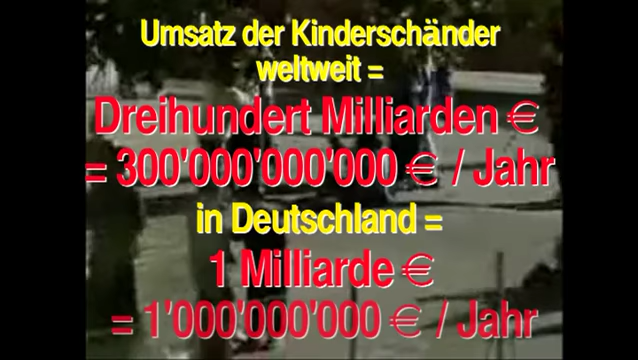 Umsatz der Kinderschänder
weltweit =
Dreihundert Milliarden €
= 300'000'000'000 € / Jahr
in Deutschland =
1 Milliarde €
= 1'000'000'000 € / Jahr